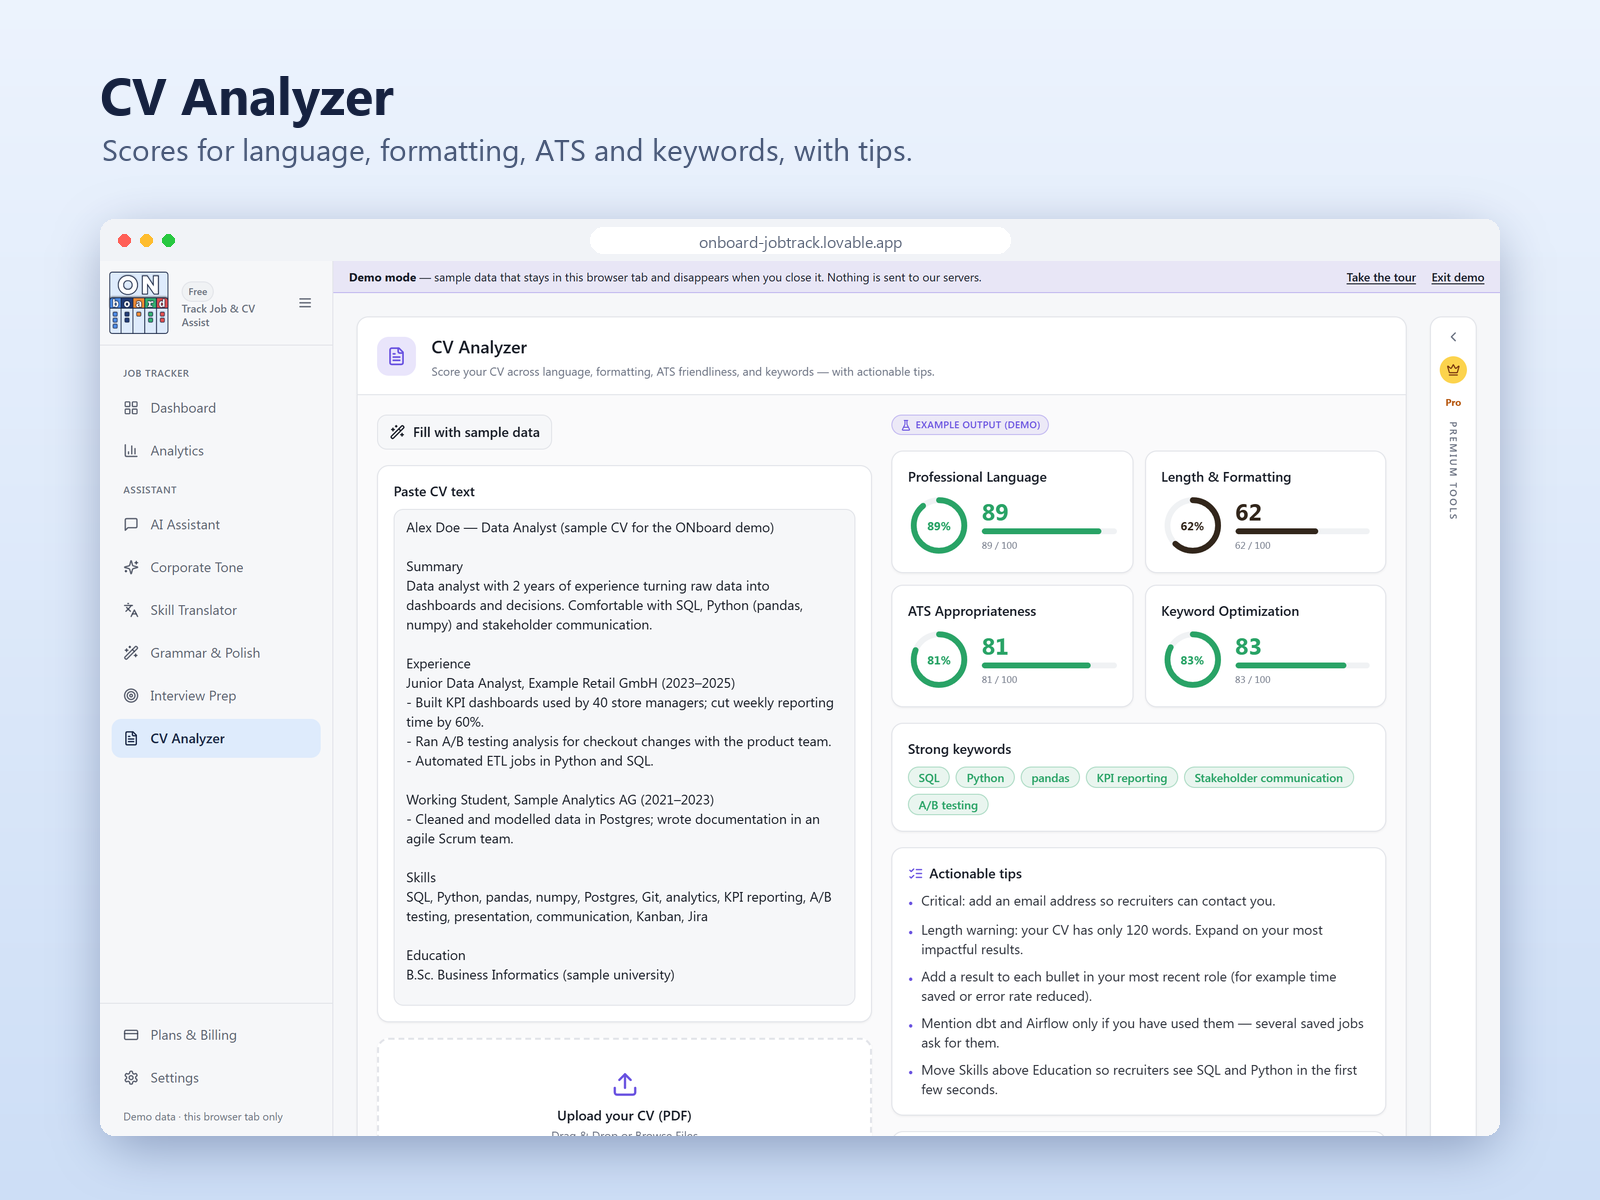 CV Analyzer
Scores for language, formatting, ATS and keywords, with tips.
onboard-jobtrack.lovable.app
ON
board
Free
Track Job & CV
Assist
Demo mode — sample data that stays in this browser tab and disappears when you close it. Nothing is sent to our servers.
Take the tour
Exit demo
JOB TRACKER
Dashboard
Analytics
ASSISTANT
AI Assistant
Corporate Tone
Skill Translator
Grammar & Polish
Interview Prep
CV Analyzer
Plans & Billing
Settings
Demo data · this browser tab only
CV Analyzer
Score your CV across language, formatting, ATS friendliness, and keywords — with actionable tips.
Fill with sample data
Paste CV text
Alex Doe — Data Analyst (sample CV for the ONboard demo)
Summary
Data analyst with 2 years of experience turning raw data into
dashboards and decisions. Comfortable with SQL, Python (pandas,
numpy) and stakeholder communication.
Experience
Junior Data Analyst, Example Retail GmbH (2023–2025)
- Built KPI dashboards used by 40 store managers; cut weekly reporting
time by 60%.
- Ran A/B testing analysis for checkout changes with the product team.
- Automated ETL jobs in Python and SQL.
Working Student, Sample Analytics AG (2021–2023)
- Cleaned and modelled data in Postgres; wrote documentation in an
agile Scrum team.
Skills
SQL, Python, pandas, numpy, Postgres, Git, analytics, KPI reporting, A/B
testing, presentation, communication, Kanban, Jira
Education
B.Sc. Business Informatics (sample university)
Upload your CV (PDF)
Drag & Drop or Browse Files
EXAMPLE OUTPUT (DEMO)
Professional Language
89%
89
89 / 100
Length & Formatting
62%
62
62 / 100
ATS Appropriateness
81%
81
81 / 100
Keyword Optimization
83%
83
83 / 100
Strong keywords
SQL
Python
pandas
KPI reporting
Stakeholder communication
A/B testing
Actionable tips
• Critical: add an email address so recruiters can contact you.
• Length warning: your CV has only 120 words. Expand on your most
impactful results.
• Add a result to each bullet in your most recent role (for example time
saved or error rate reduced).
• Mention dbt and Airflow only if you have used them — several saved jobs
ask for them.
• Move Skills above Education so recruiters see SQL and Python in the first
few seconds.
Pro
PREMIUM TOOLS